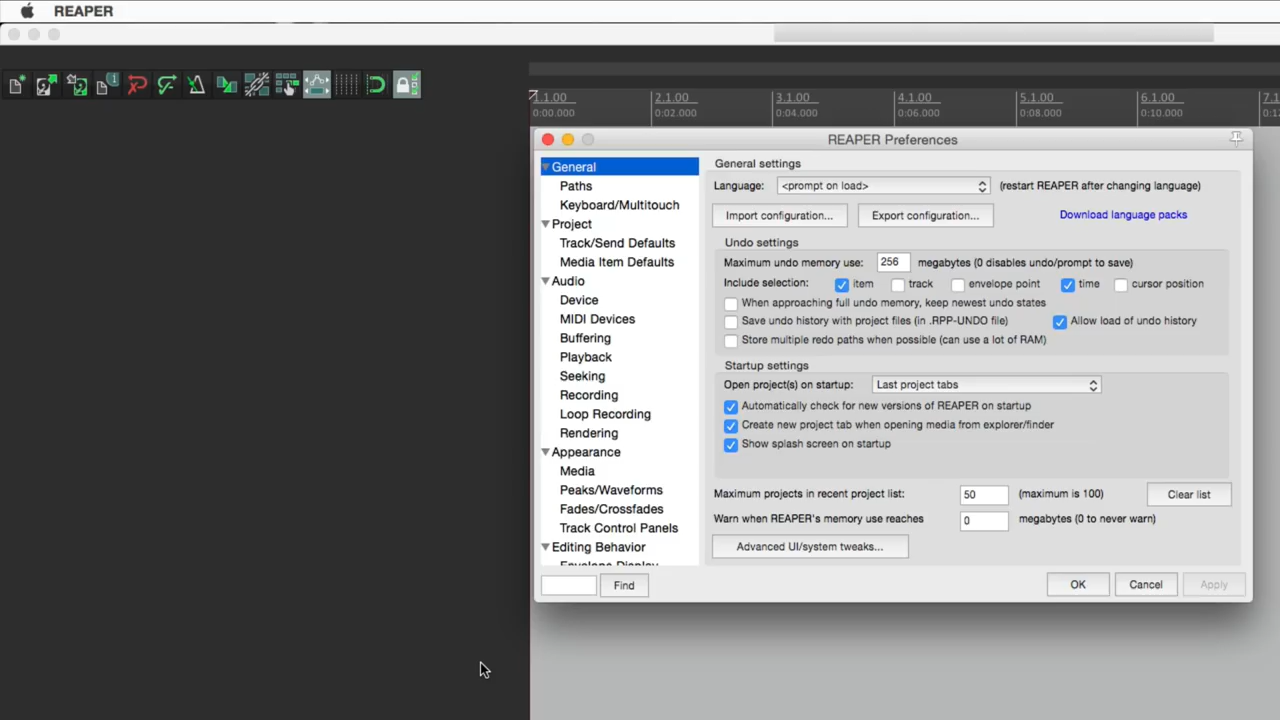 REAPER
1.1.00 2.1.00 3.1.00 4.1.00 5.1.00 6.1.00
0:00.000 0:02.000 0:04.000 0:06.000 0:08.000 0:10.000
REAPER Preferences
General
Paths
Keyboard/Multitouch
Project
Track/Send Defaults
Media Item Defaults
Audio
Device
MIDI Devices
Buffering
Playback
Seeking
Recording
Loop Recording
Rendering
Appearance
Media
Peaks/Waveforms
Fades/Crossfades
Track Control Panels
Editing Behavior
Envelope Display
Find
General settings
Language: <prompt on load> (restart REAPER after changing language)
Import configuration... Export configuration... Download language packs
Undo settings
Maximum undo memory use: 256 megabytes (0 disables undo/prompt to save)
Include selection: item track envelope point time cursor position
When approaching full undo memory, keep newest undo states
Save undo history with project files (in .RPP-UNDO file) Allow load of undo history
Store multiple redo paths when possible (can use a lot of RAM)
Startup settings
Open project(s) on startup: Last project tabs
Automatically check for new versions of REAPER on startup
Create new project tab when opening media from explorer/finder
Show splash screen on startup
Maximum projects in recent project list: 50 (maximum is 100) Clear list
Warn when REAPER's memory use reaches 0 megabytes (0 to never warn)
Advanced UI/system tweaks...
OK Cancel Apply